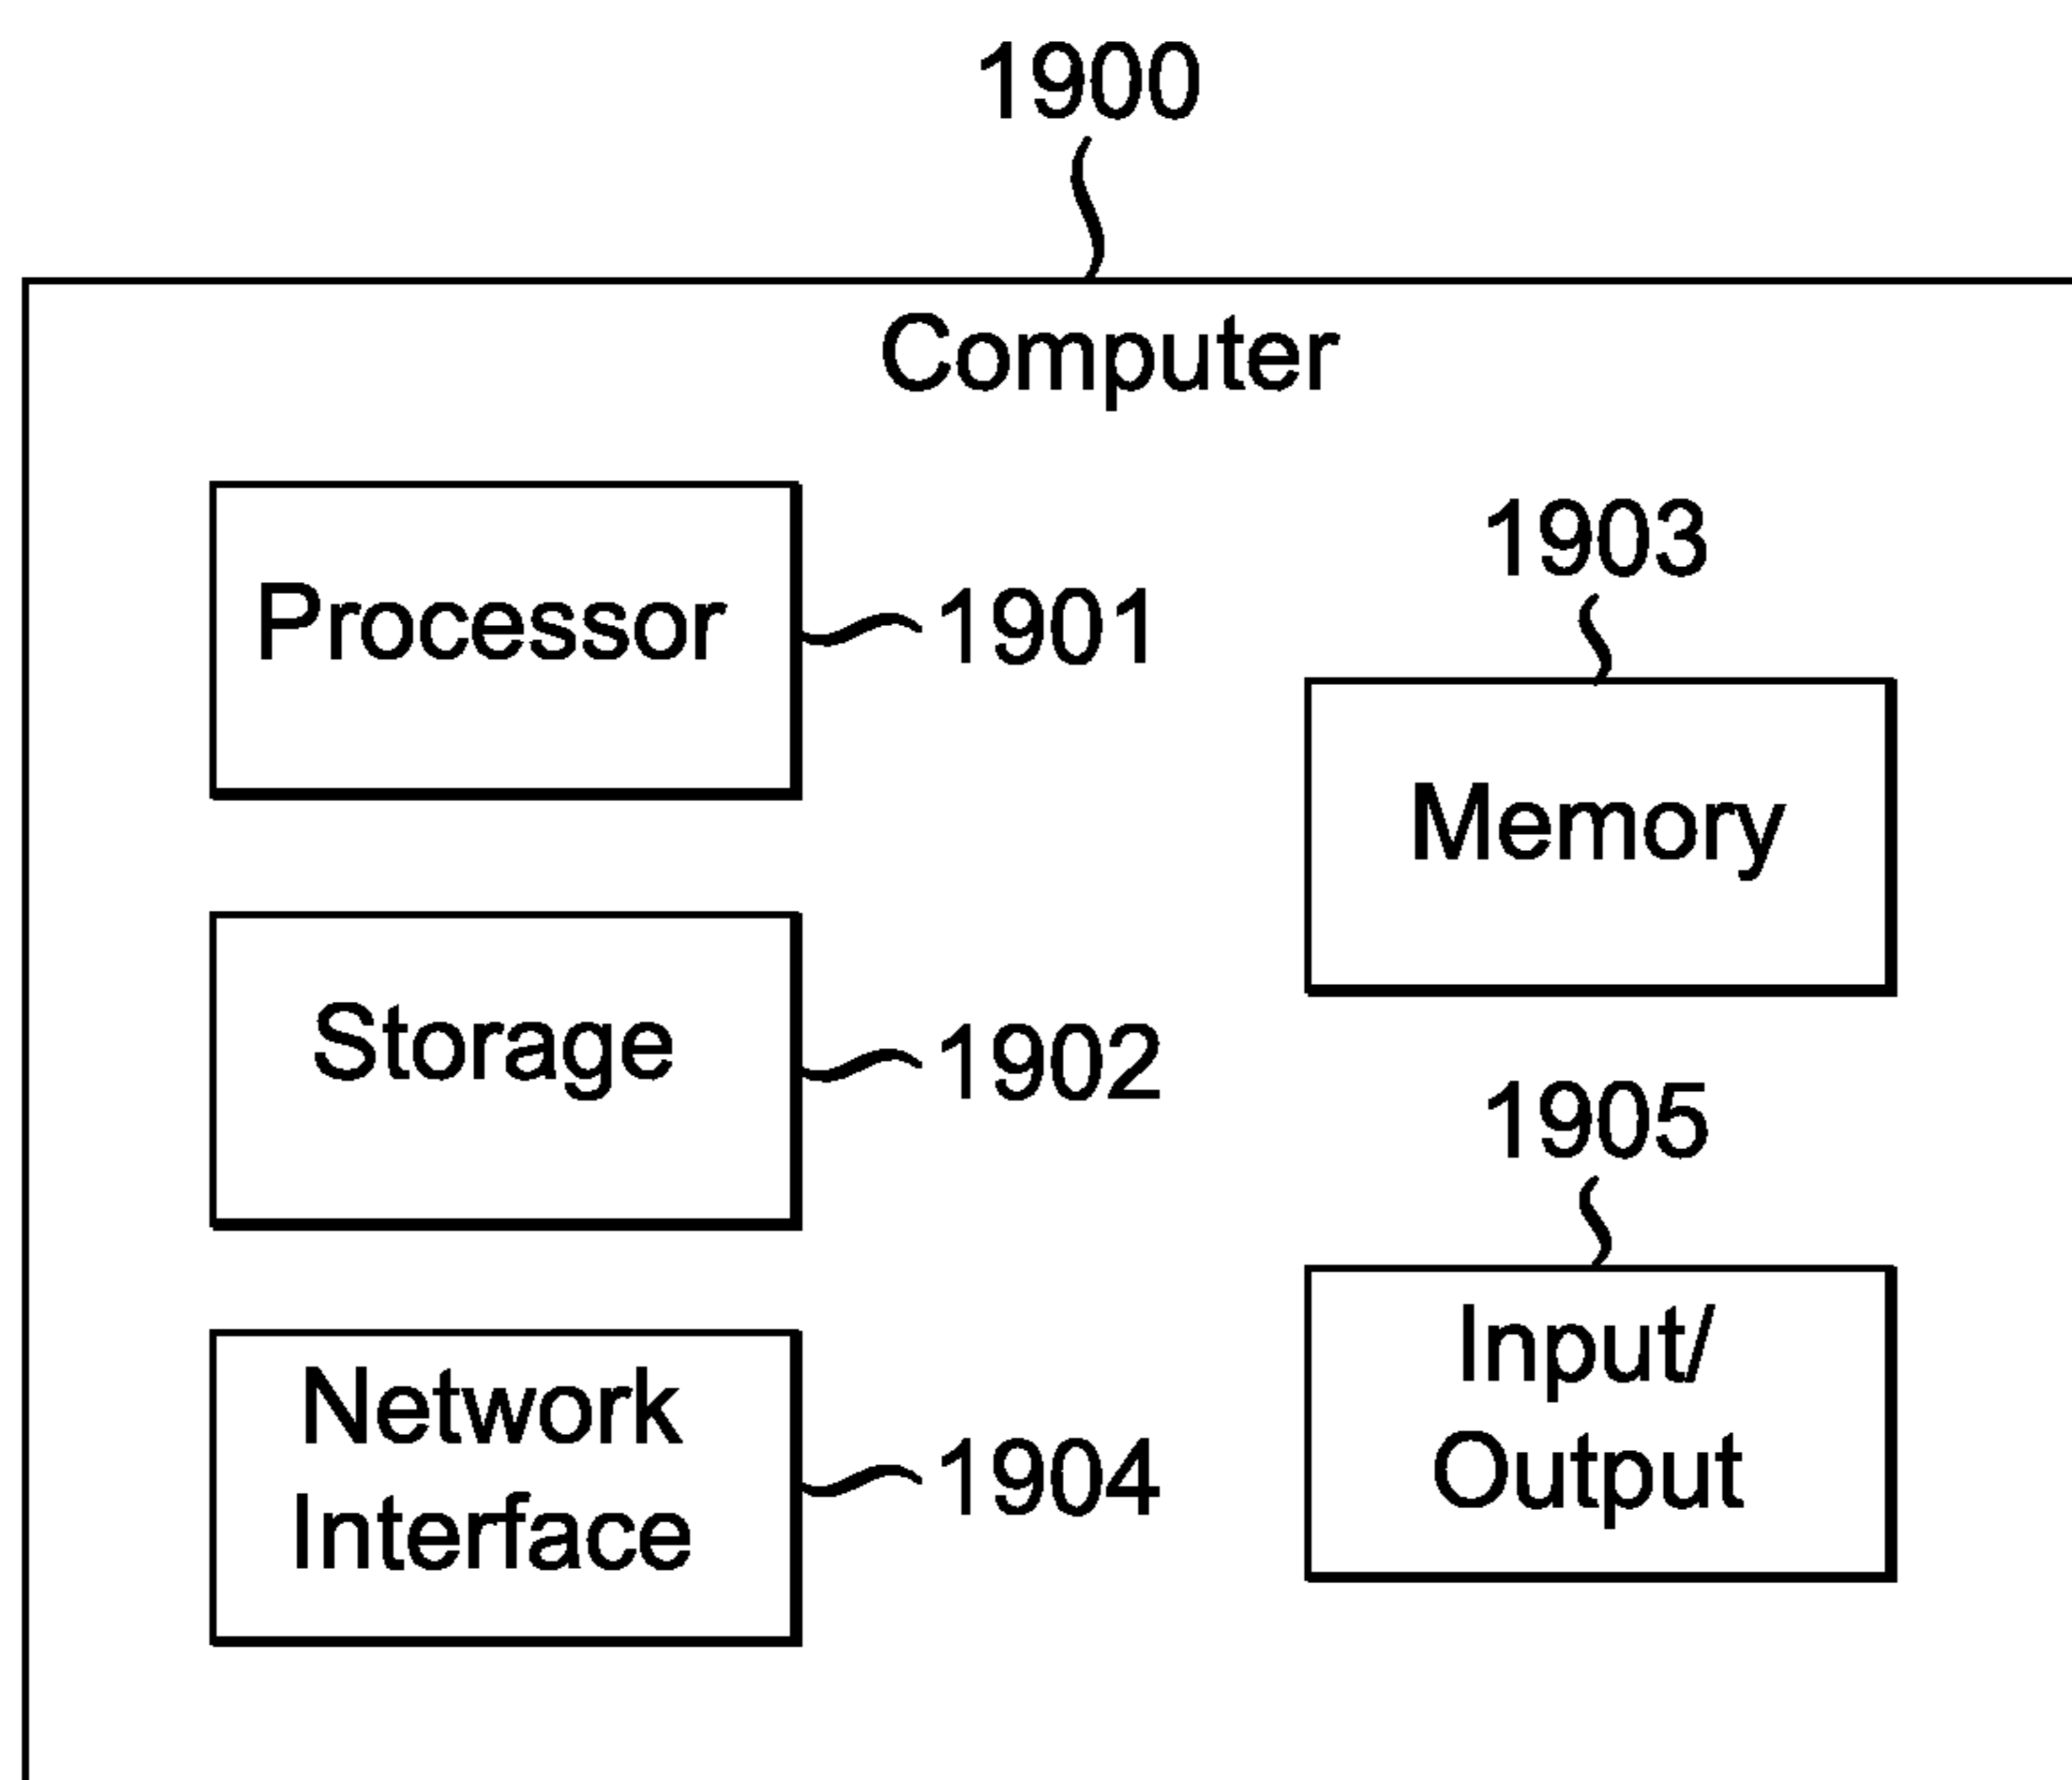 1900
Computer
Processor
1901
1903
Memory
Storage
1902
1905
Input/
Output
Network
Interface
1904